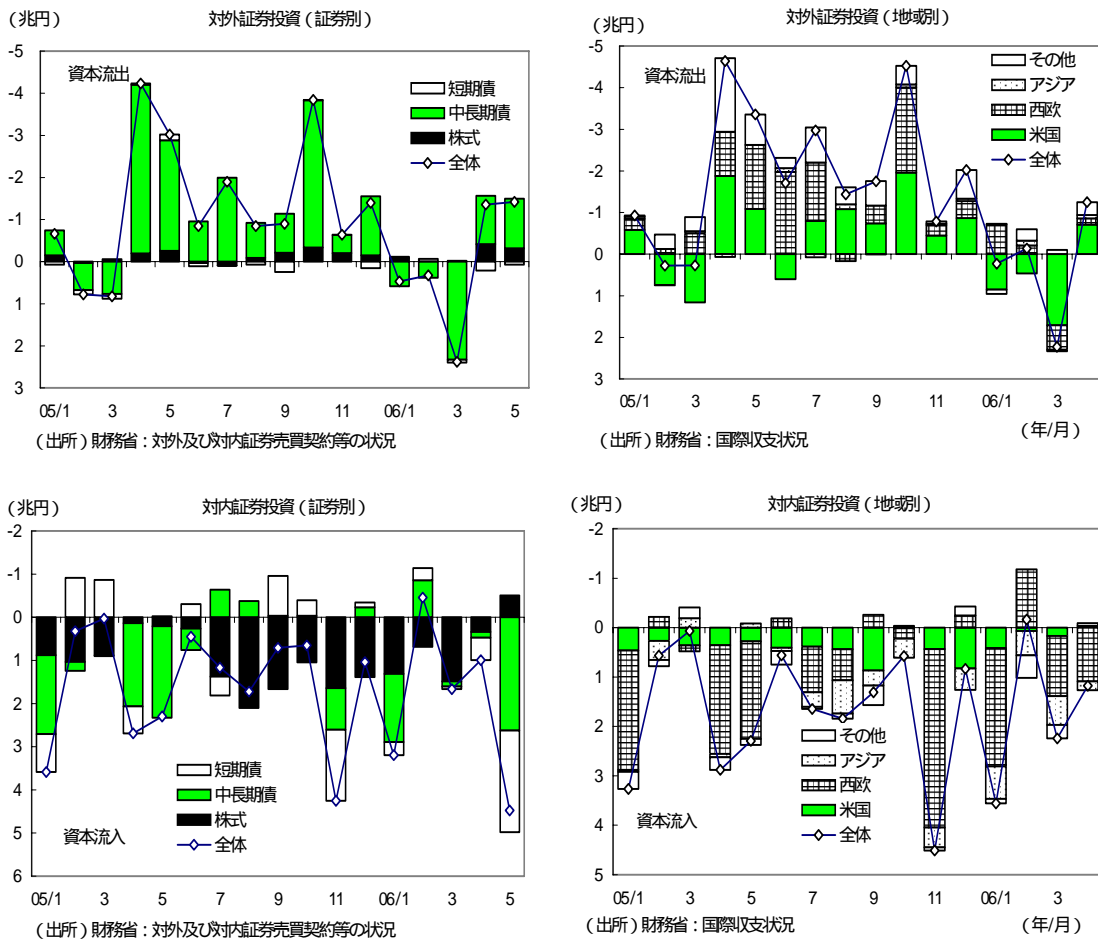 （兆円）
対外証券投資（証券別）
-5
-4
-3
-2
-1
0
1
2
3
資本流出
短期債
中長期債
株式
全体
05/1 3 5 7 9 11 06/1 3 5
（出所）財務省：対外及び対内証券売買契約等の状況
（兆円）
対外証券投資（地域別）
-5
-4
-3
-2
-1
0
1
2
3
資本流出
その他
アジア
西欧
米国
全体
05/1 3 5 7 9 11 06/1 3
（年/月）
（出所）財務省：国際収支状況
（兆円）
対内証券投資（証券別）
-2
-1
0
1
2
3
4
5
6
短期債
中長期債
株式
全体
資本流入
05/1 3 5 7 9 11 06/1 3 5
（出所）財務省：対外及び対内証券売買契約等の状況
（兆円）
対内証券投資（地域別）
-2
-1
0
1
2
3
4
5
その他
アジア
西欧
米国
全体
資本流入
05/1 3 5 7 9 11 06/1 3
（出所）財務省：国際収支状況
（年/月）